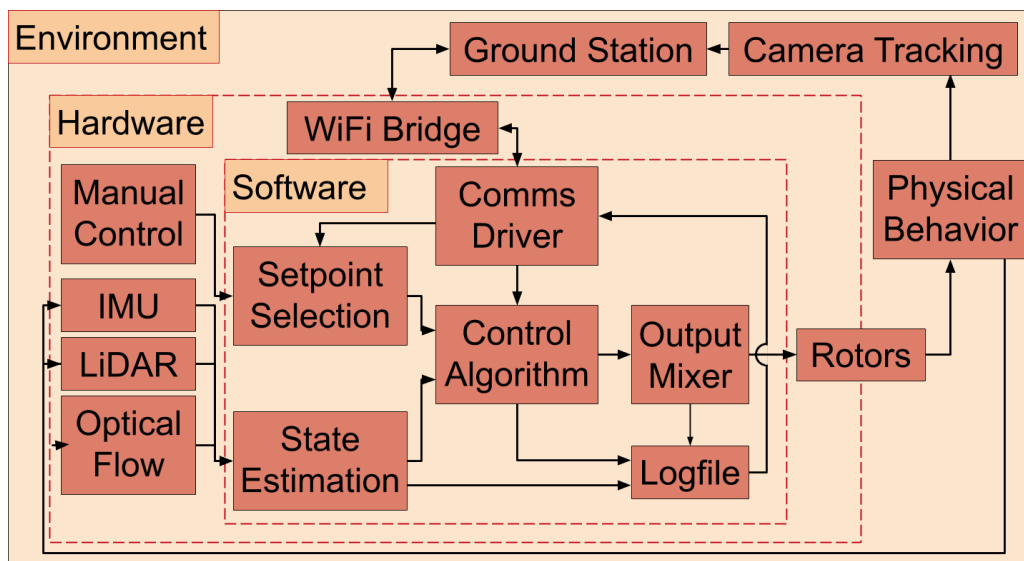 Environment
Ground Station
Camera Tracking
Hardware
WiFi Bridge
Manual
Control
Software
Comms
Driver
Physical
Behavior
Setpoint
Selection
IMU
LiDAR
Optical
Flow
Control
Algorithm
Output
Mixer
Rotors
State
Estimation
Logfile